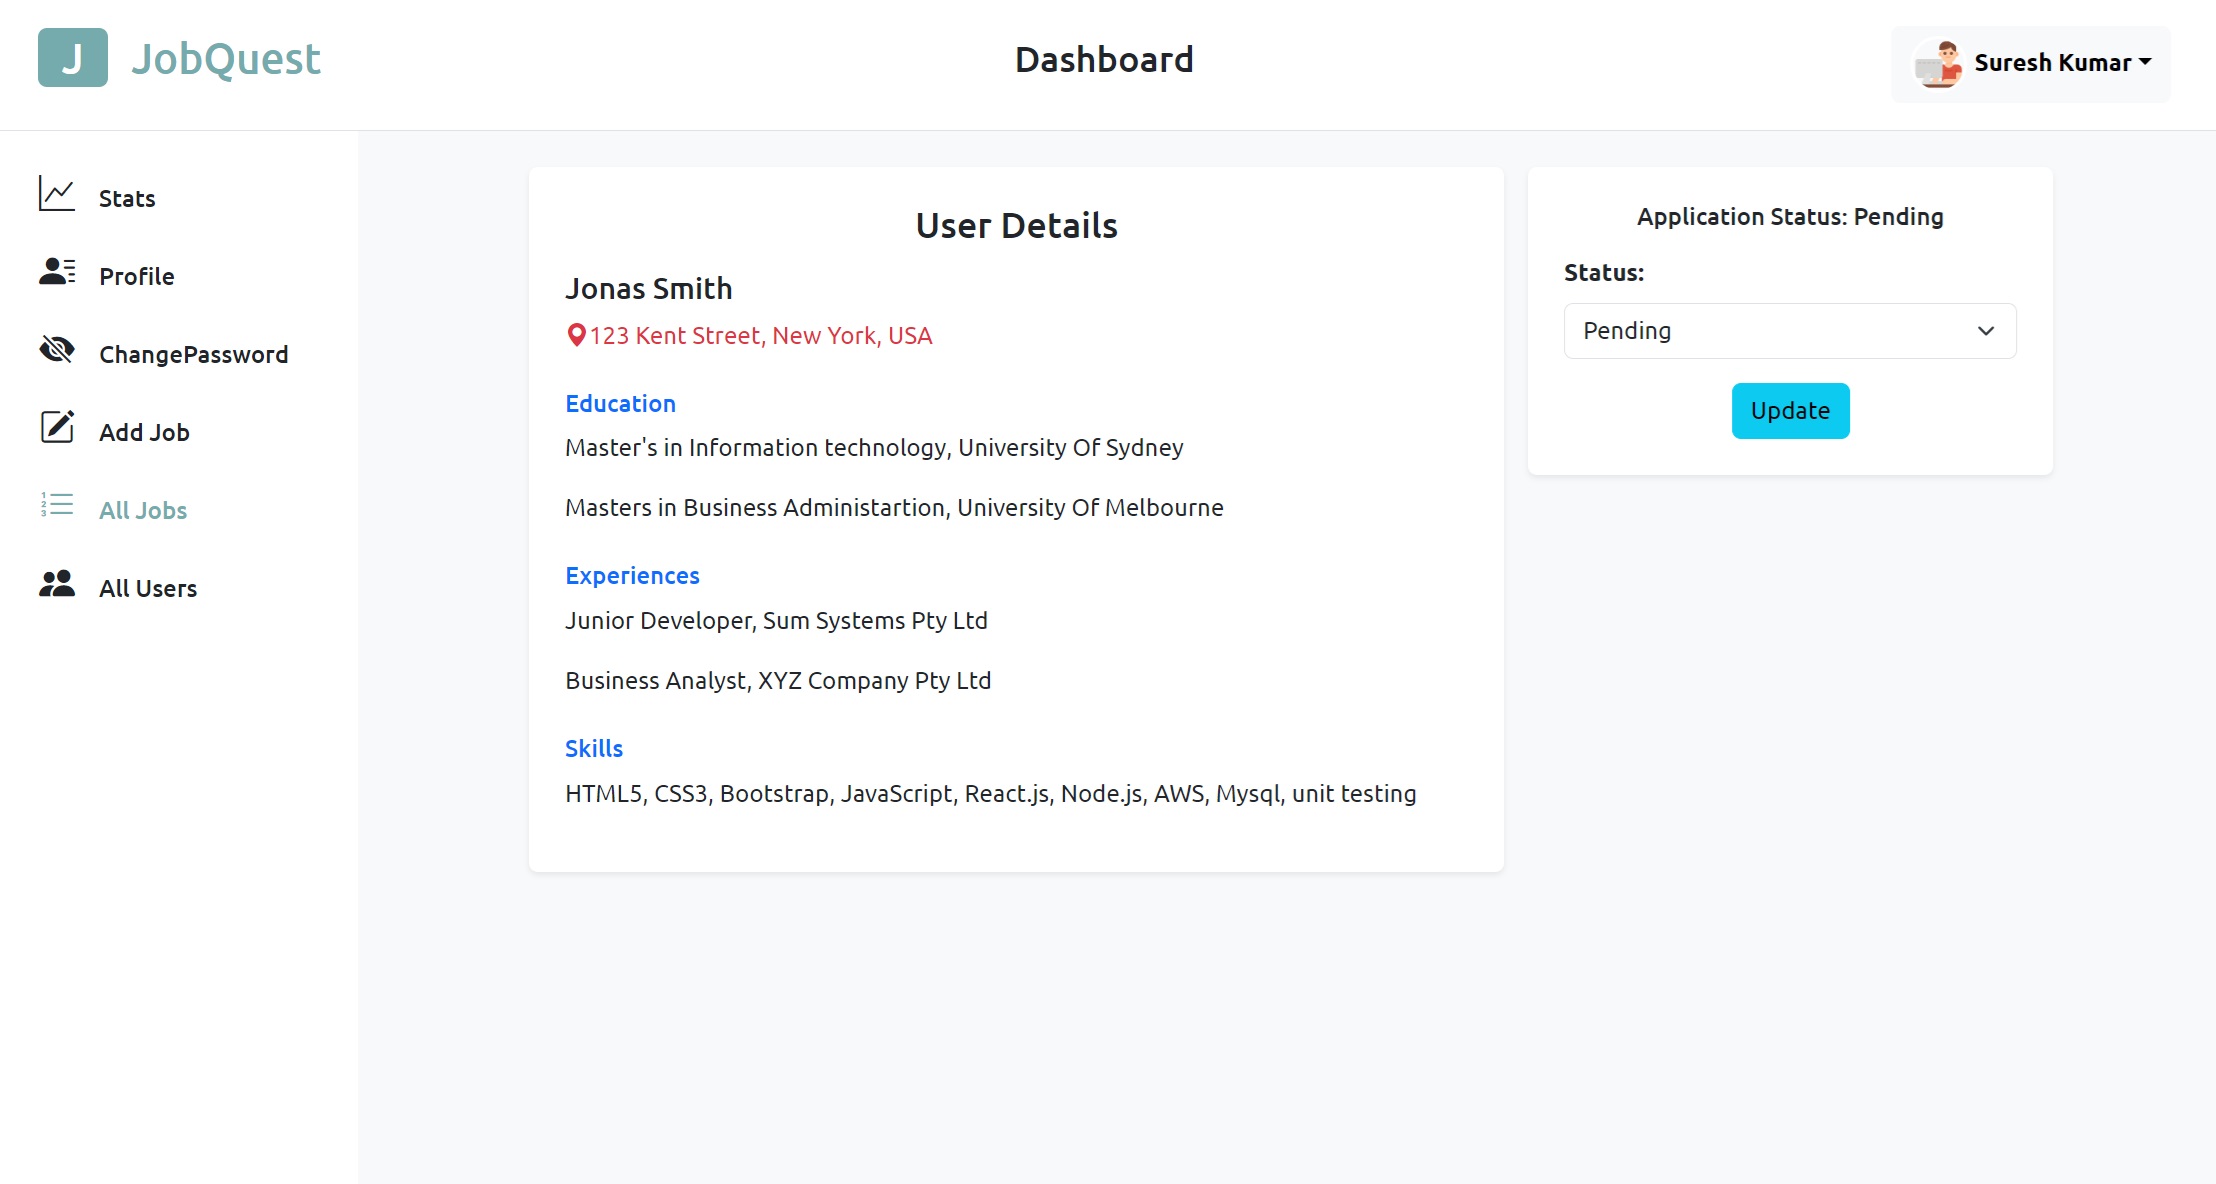 J JobQuest
Dashboard
Suresh Kumar
Stats
Profile
ChangePassword
Add Job
All Jobs
All Users
User Details
Jonas Smith
123 Kent Street, New York, USA
Education
Master's in Information technology, University Of Sydney
Masters in Business Administartion, University Of Melbourne
Experiences
Junior Developer, Sum Systems Pty Ltd
Business Analyst, XYZ Company Pty Ltd
Skills
HTML5, CSS3, Bootstrap, JavaScript, React.js, Node.js, AWS, Mysql, unit testing
Application Status: Pending
Status:
Pending
Update